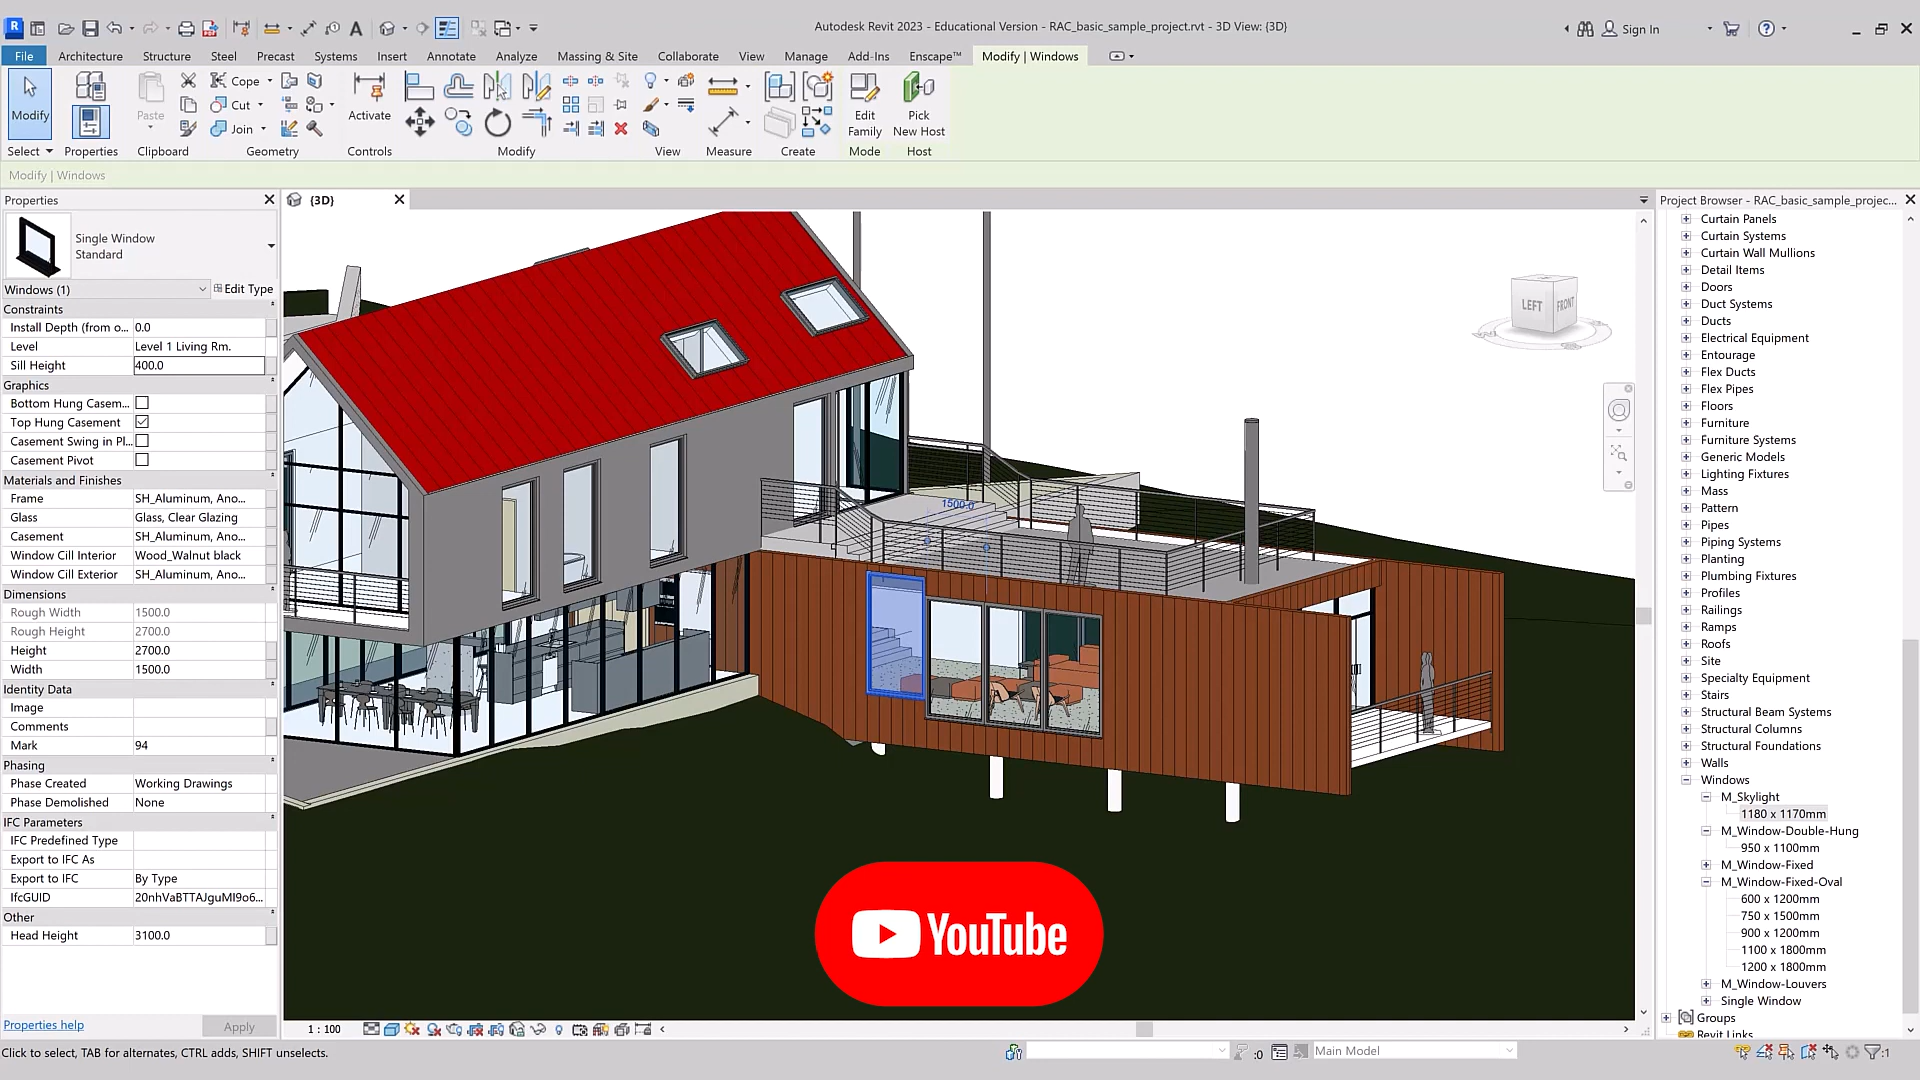 Autodesk Revit 2023 - Educational Version - RAC_basic_sample_project.rvt - 3D View: {3D}
Sign In
File Architecture Structure Steel Precast Systems Insert Annotate Analyze Massing & Site Collaborate View Manage Add-Ins Enscape™ Modify | Windows
Modify
Paste
Cope
Cut
Join
Activate
Edit Family
Pick New Host
Select Properties Clipboard Geometry Controls Modify View Measure Create Mode Host
Modify | Windows
Properties
Single Window
Standard
Windows (1) Edit Type
Constraints
Install Depth (from o... 0.0
Level Level 1 Living Rm.
Sill Height 400.0
Graphics
Bottom Hung Casem...
Top Hung Casement
Casement Swing in Pl...
Casement Pivot
Materials and Finishes
Frame SH_Aluminum, Ano...
Glass Glass, Clear Glazing
Casement SH_Aluminum, Ano...
Window Cill Interior Wood_Walnut black
Window Cill Exterior SH_Aluminum, Ano...
Dimensions
Rough Width 1500.0
Rough Height 2700.0
Height 2700.0
Width 1500.0
Identity Data
Image
Comments
Mark 94
Phasing
Phase Created Working Drawings
Phase Demolished None
IFC Parameters
IFC Predefined Type
Export to IFC As
Export to IFC By Type
IfcGUID 20nhVaBTTAJguMI9o6...
Other
Head Height 3100.0
Properties help Apply
{3D}
1500.0
LEFT FRONT
YouTube
1 : 100
Project Browser - RAC_basic_sample_projec...
Curtain Panels
Curtain Systems
Curtain Wall Mullions
Detail Items
Doors
Duct Systems
Ducts
Electrical Equipment
Entourage
Flex Ducts
Flex Pipes
Floors
Furniture
Furniture Systems
Generic Models
Lighting Fixtures
Mass
Pattern
Pipes
Piping Systems
Planting
Plumbing Fixtures
Profiles
Railings
Ramps
Roofs
Site
Specialty Equipment
Stairs
Structural Beam Systems
Structural Columns
Structural Foundations
Walls
Windows
M_Skylight
1180 x 1170mm
M_Window-Double-Hung
950 x 1100mm
M_Window-Fixed
M_Window-Fixed-Oval
600 x 1200mm
750 x 1500mm
900 x 1200mm
1100 x 1800mm
1200 x 1800mm
M_Window-Louvers
Single Window
Groups
Revit Links
Click to select, TAB for alternates, CTRL adds, SHIFT unselects.
:0 Main Model :1